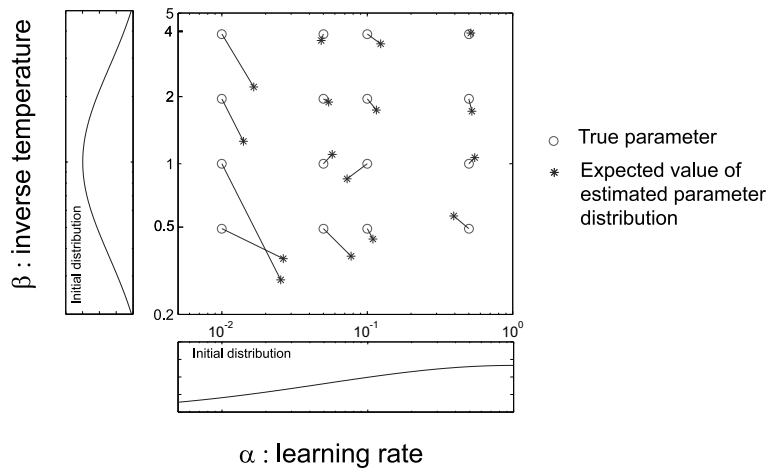 β : inverse temperature
Initial distribution
5
4
2
1
0.5
0.2
10^-2
10^-1
10^0
Initial distribution
α : learning rate
True parameter
Expected value of
estimated parameter
distribution